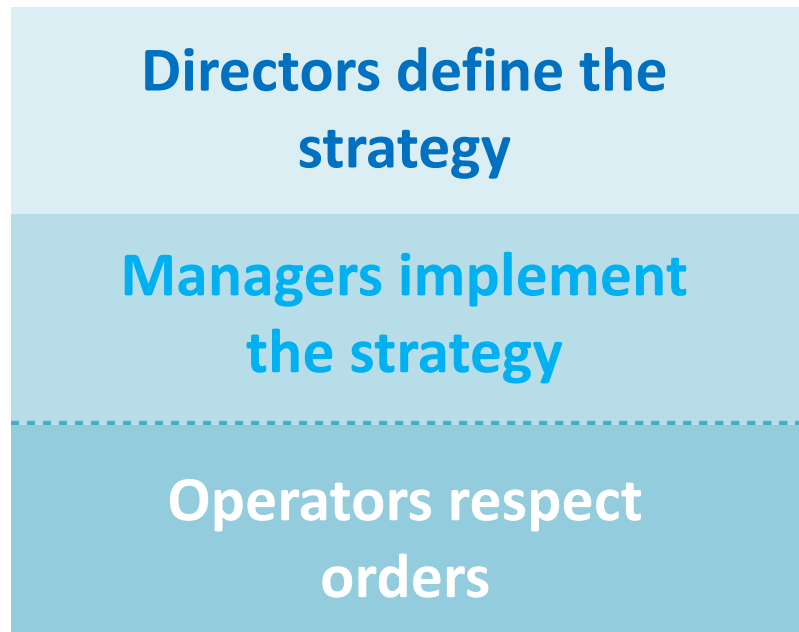 Directors define the
strategy
Managers implement
the strategy
Operators respect
orders